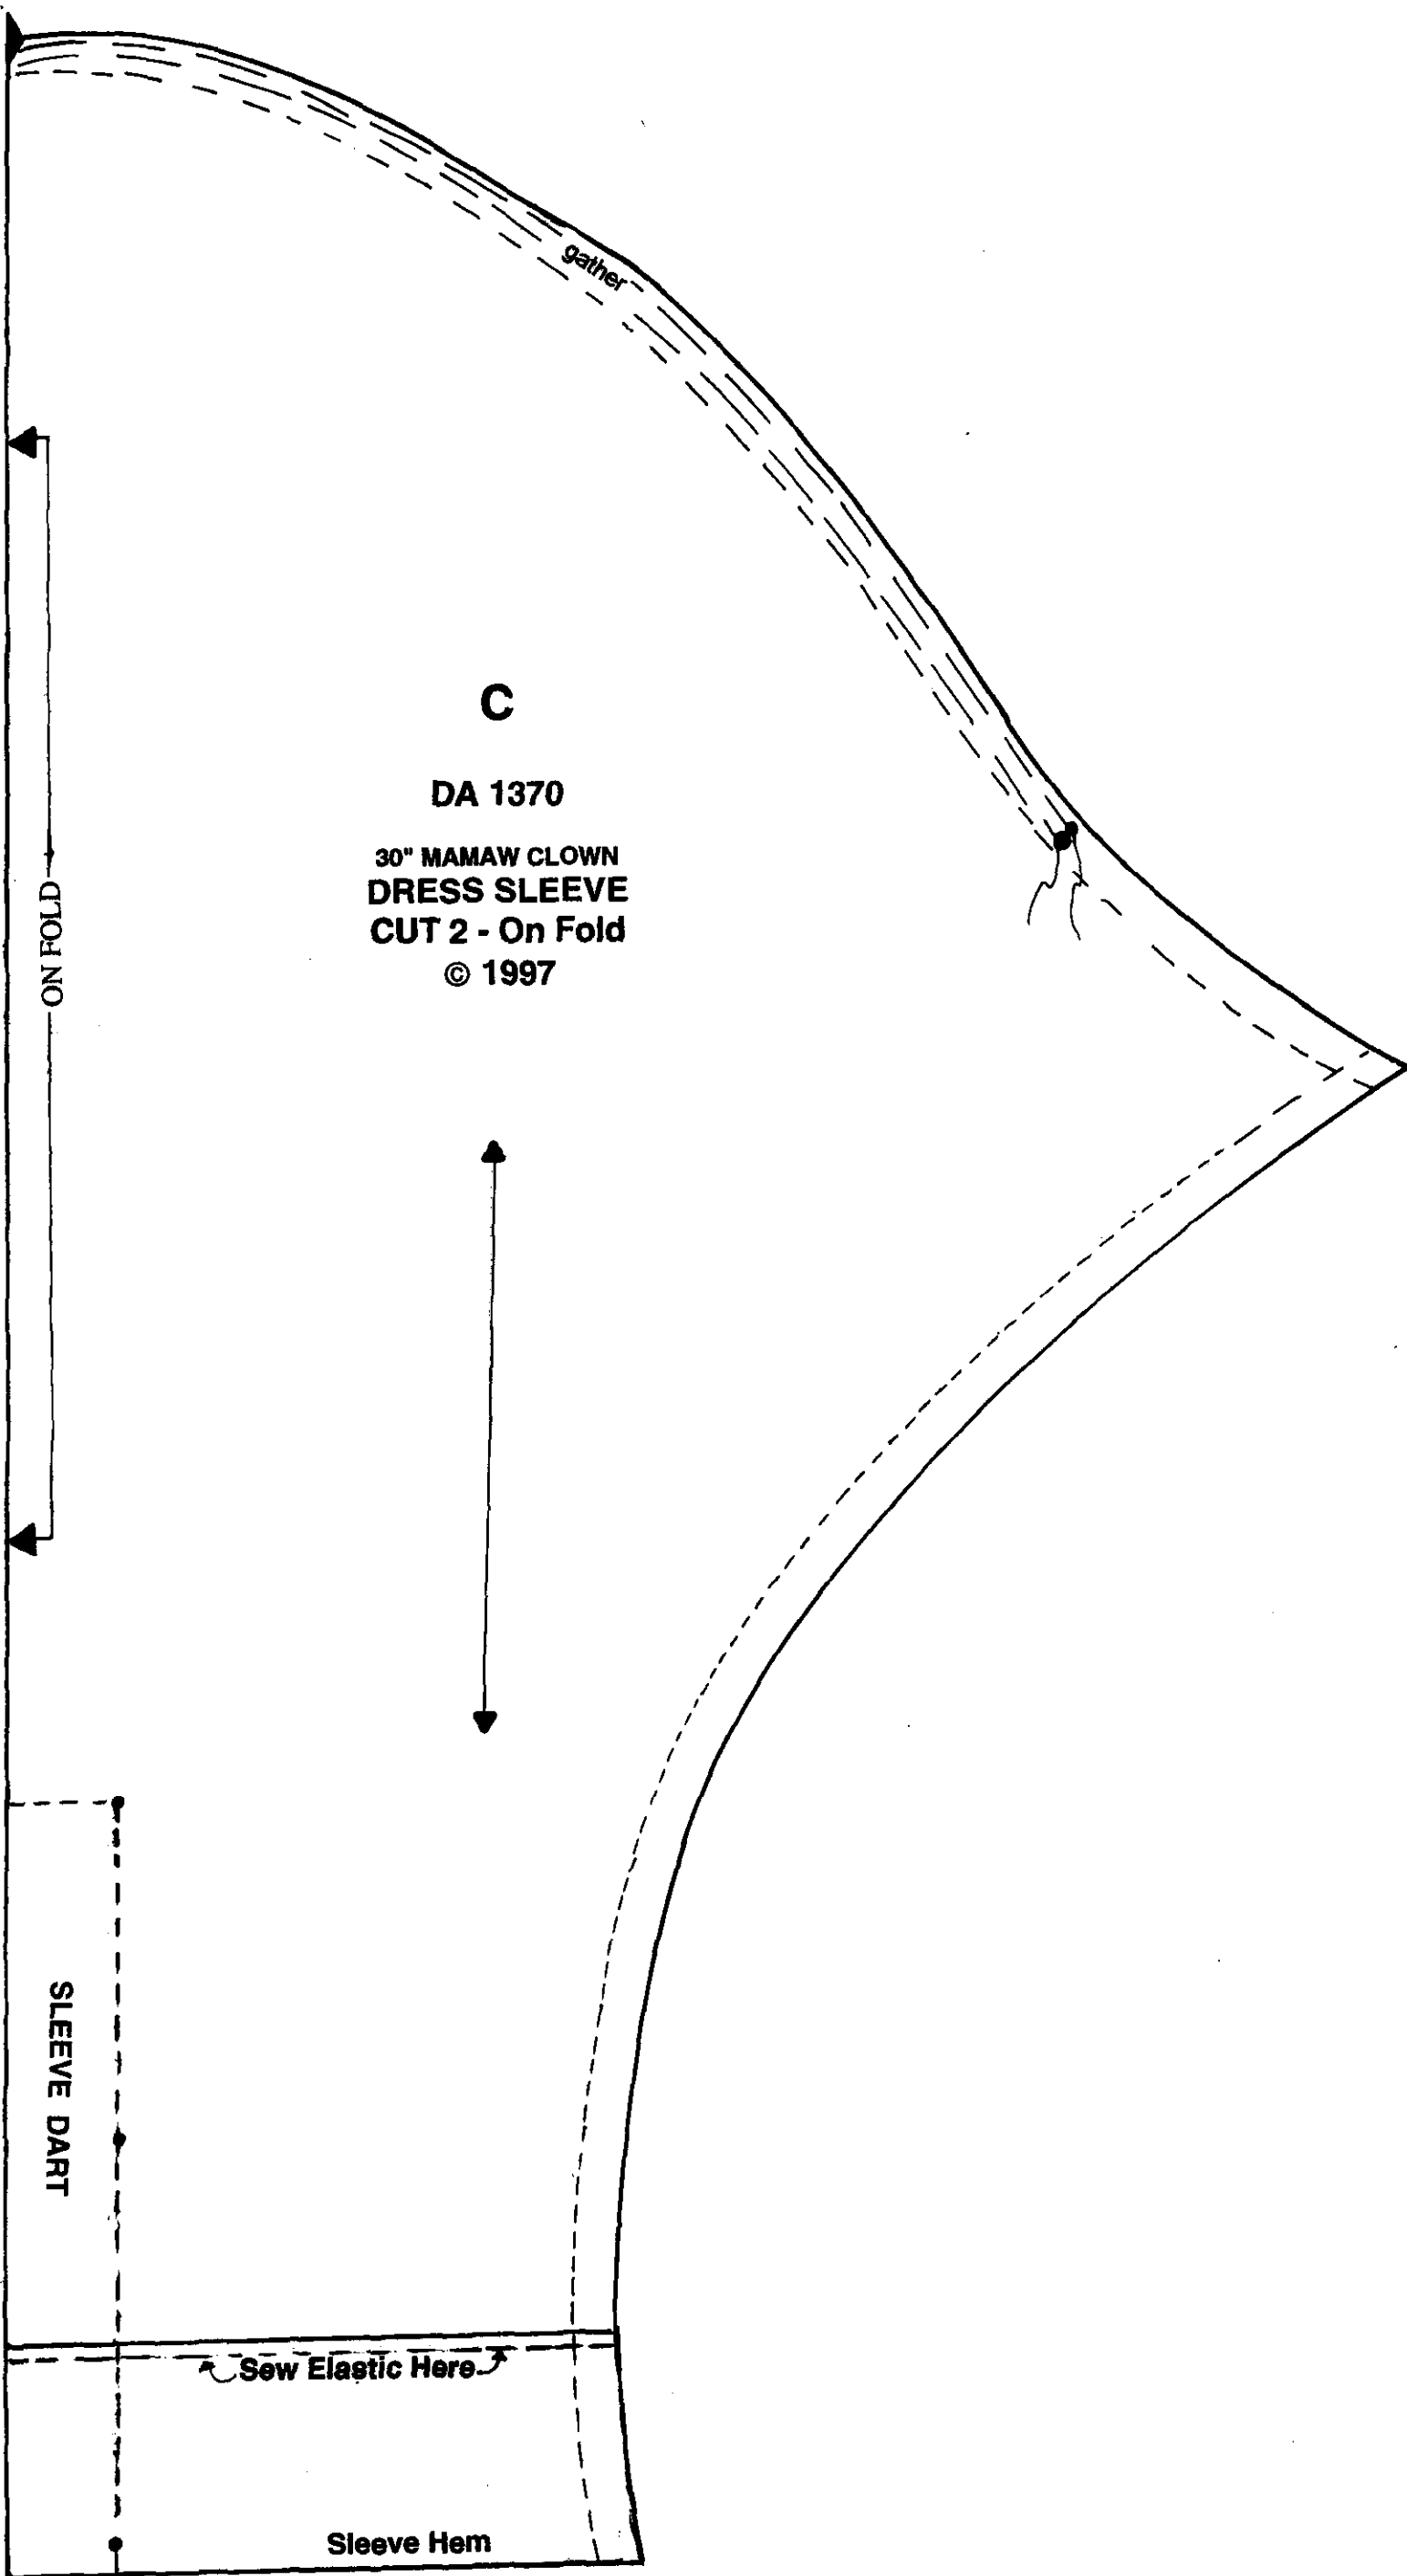 gather
C
DA 1370
30" MAMAW CLOWN
DRESS SLEEVE
CUT 2 - On Fold
© 1997
ON FOLD
SLEEVE DART
Sew Elastic Here
Sleeve Hem